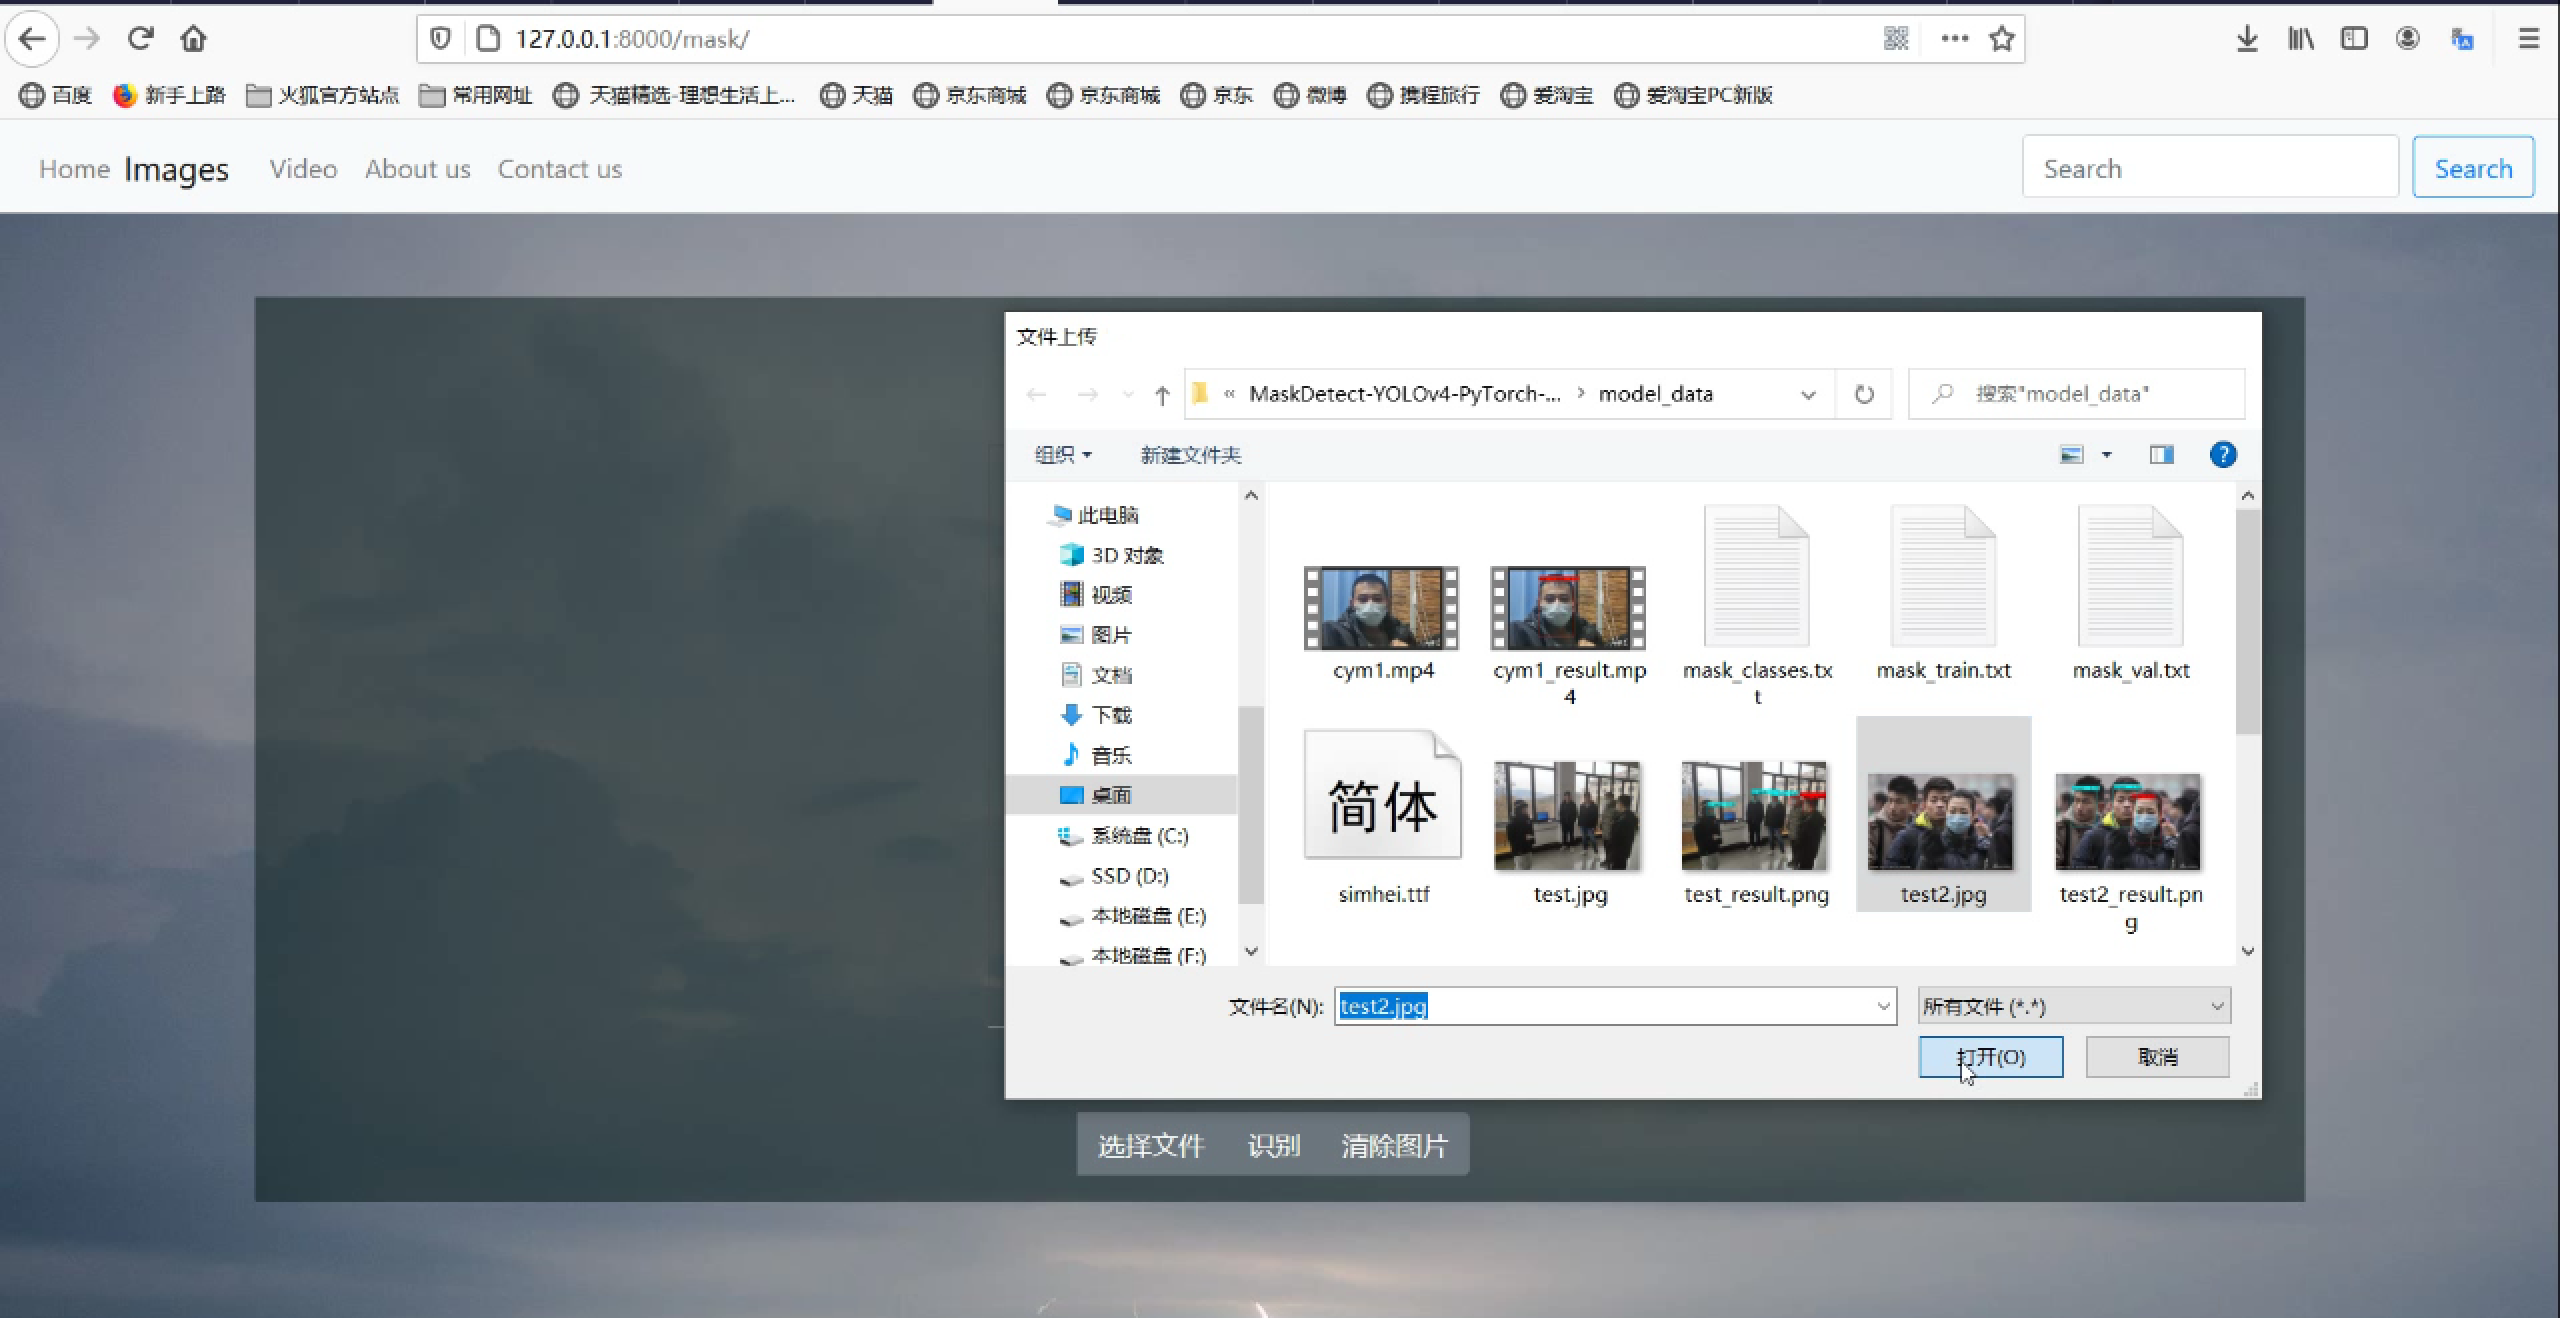 127.0.0.1:8000/mask/
百度 新手上路 火狐官方站点 常用网址 天猫精选-理想生活上... 天猫 京东商城 京东商城 京东 微博 携程旅行 爱淘宝 爱淘宝PC新版
Home Images Video About us Contact us Search Search
文件上传
« MaskDetect-YOLOv4-PyTorch-... › model_data 搜索"model_data"
组织 新建文件夹
此电脑
3D 对象
视频
图片
文档
下载
音乐
桌面
系统盘 (C:)
SSD (D:)
本地磁盘 (E:)
本地磁盘 (F:)
cym1.mp4 cym1_result.mp4 mask_classes.txt mask_train.txt mask_val.txt
简体
simhei.ttf test.jpg test_result.png test2.jpg test2_result.png
文件名(N): test2.jpg 所有文件 (*.*)
打开(O) 取消
选择文件 识别 清除图片